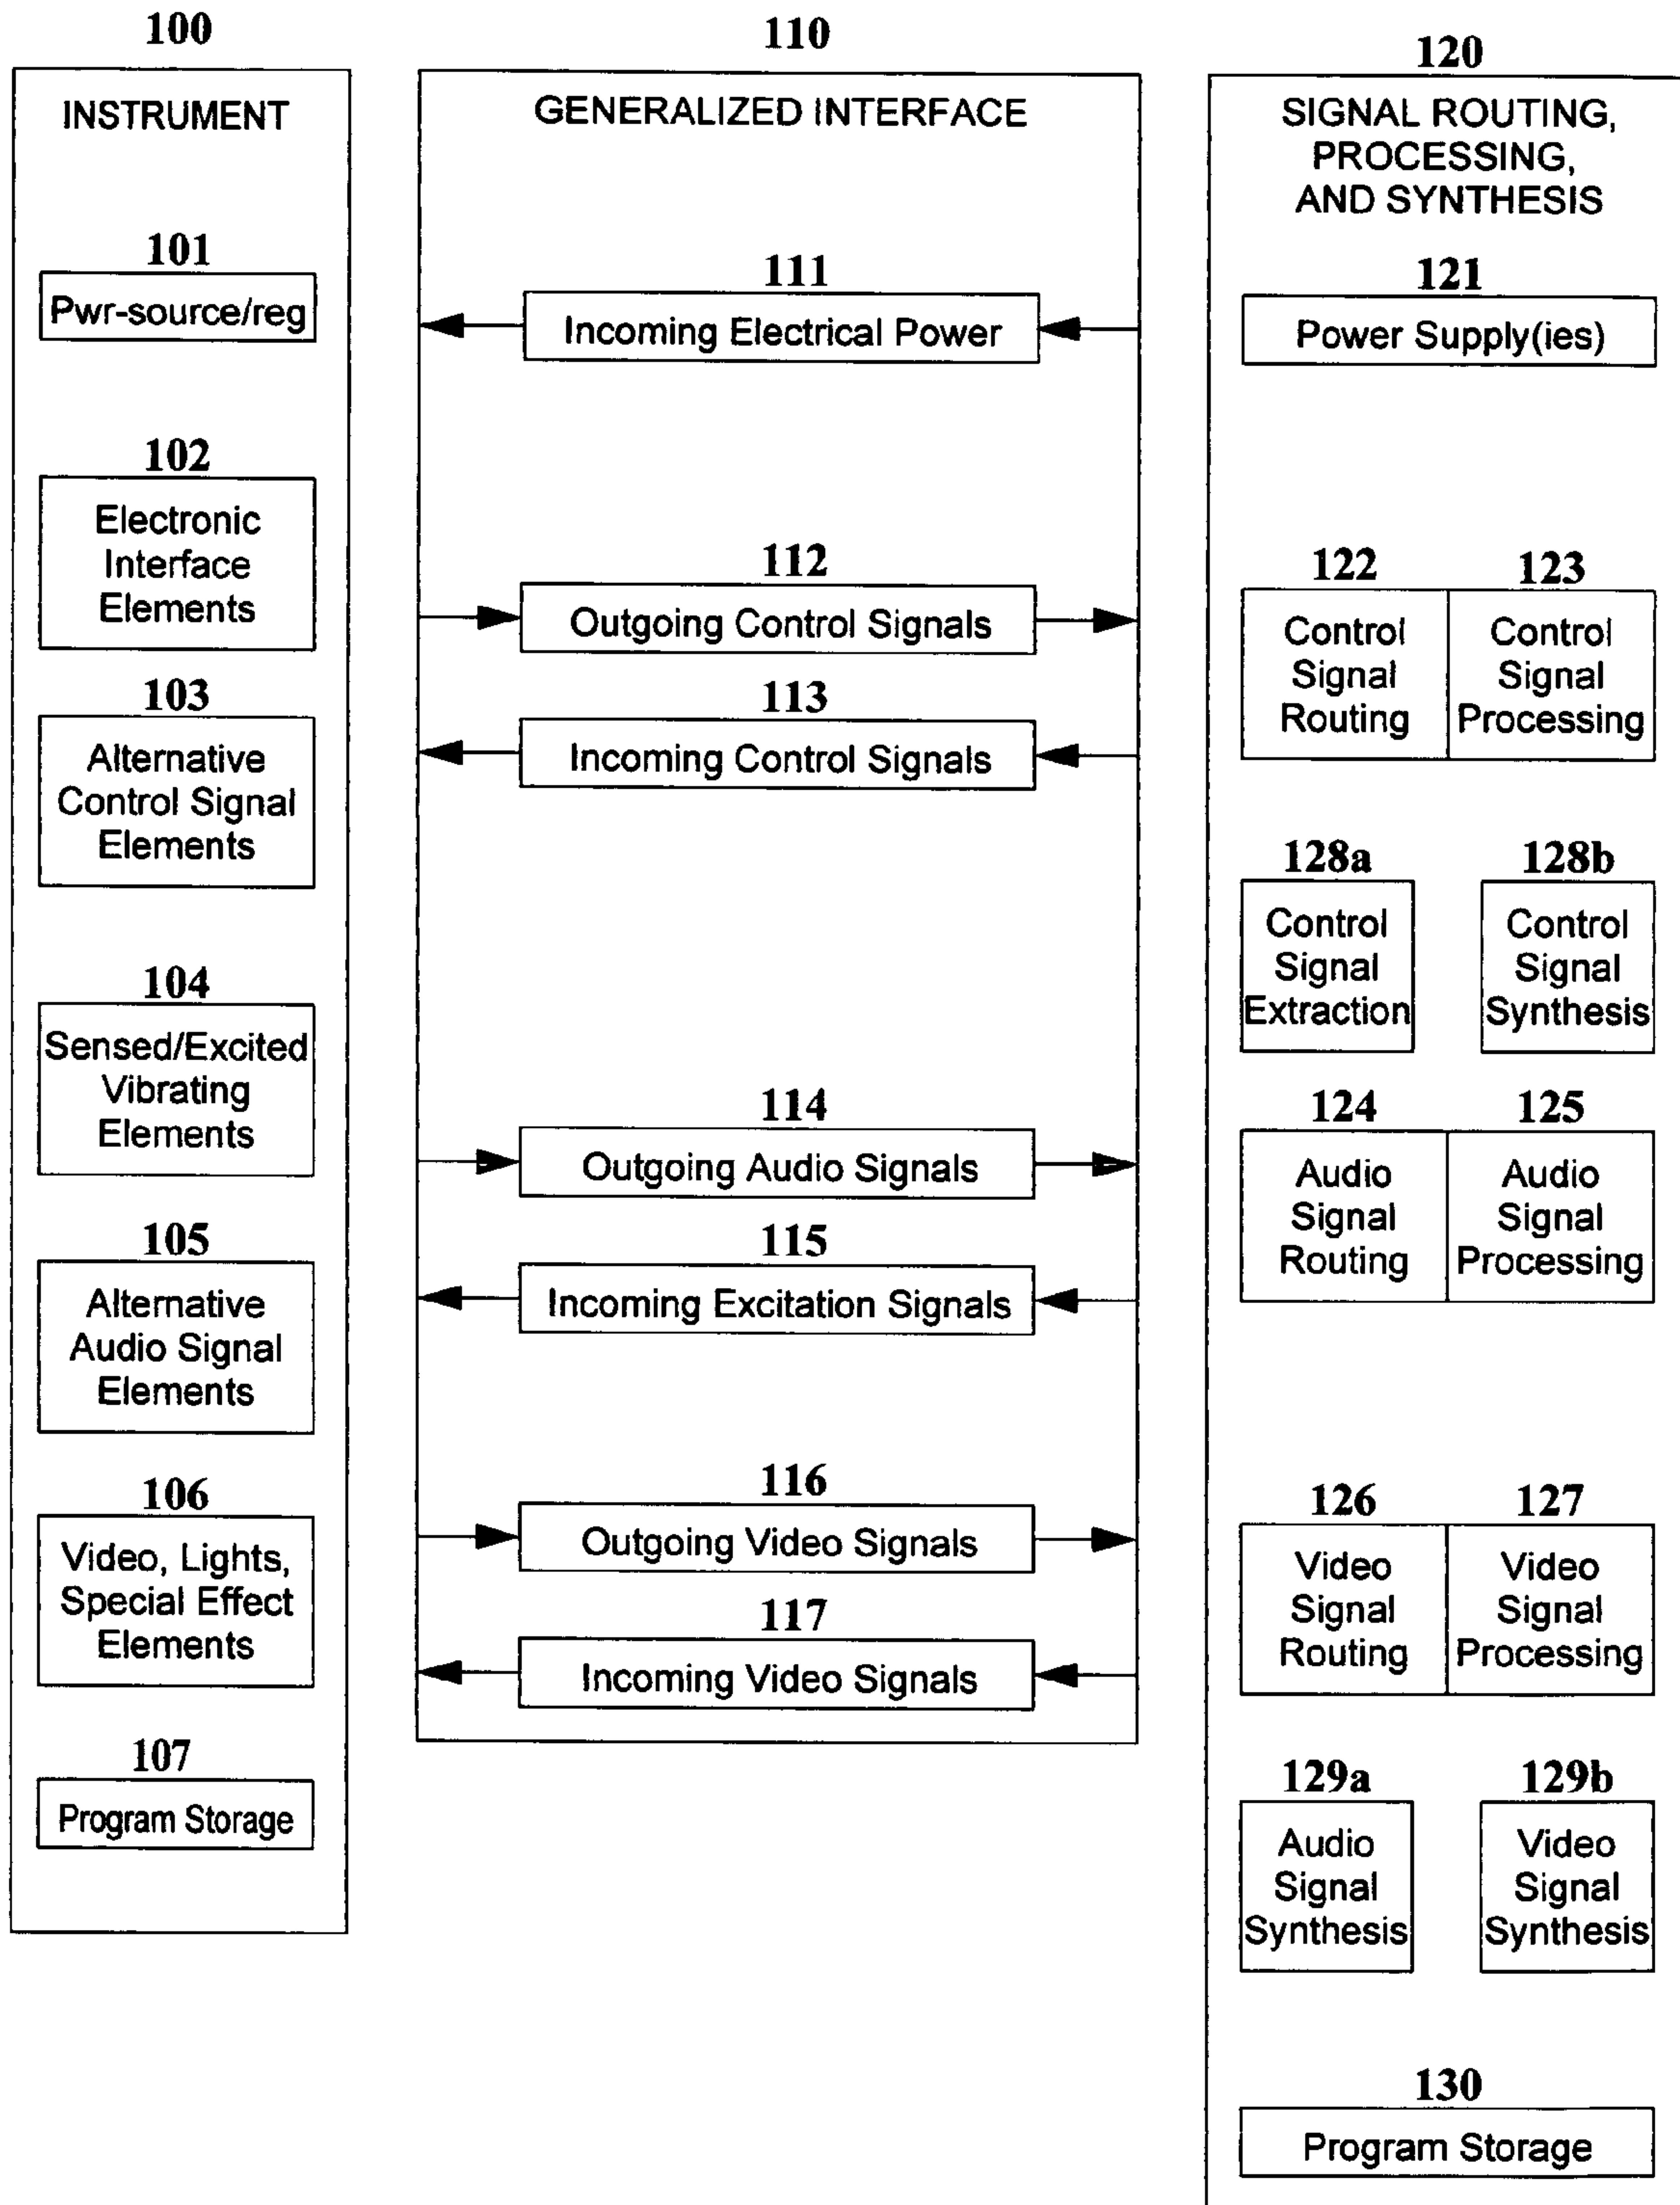 100
INSTRUMENT
101
Pwr-source/reg
102
Electronic
Interface
Elements
103
Alternative
Control Signal
Elements
104
Sensed/Excited
Vibrating
Elements
105
Alternative
Audio Signal
Elements
106
Video, Lights,
Special Effect
Elements
107
Program Storage
110
GENERALIZED INTERFACE
111
Incoming Electrical Power
112
Outgoing Control Signals
113
Incoming Control Signals
114
Outgoing Audio Signals
115
Incoming Excitation Signals
116
Outgoing Video Signals
117
Incoming Video Signals
120
SIGNAL ROUTING,
PROCESSING,
AND SYNTHESIS
121
Power Supply(ies)
122
Control
Signal
Routing
123
Control
Signal
Processing
128a
Control
Signal
Extraction
128b
Control
Signal
Synthesis
124
Audio
Signal
Routing
125
Audio
Signal
Processing
126
Video
Signal
Routing
127
Video
Signal
Processing
129a
Audio
Signal
Synthesis
129b
Video
Signal
Synthesis
130
Program Storage